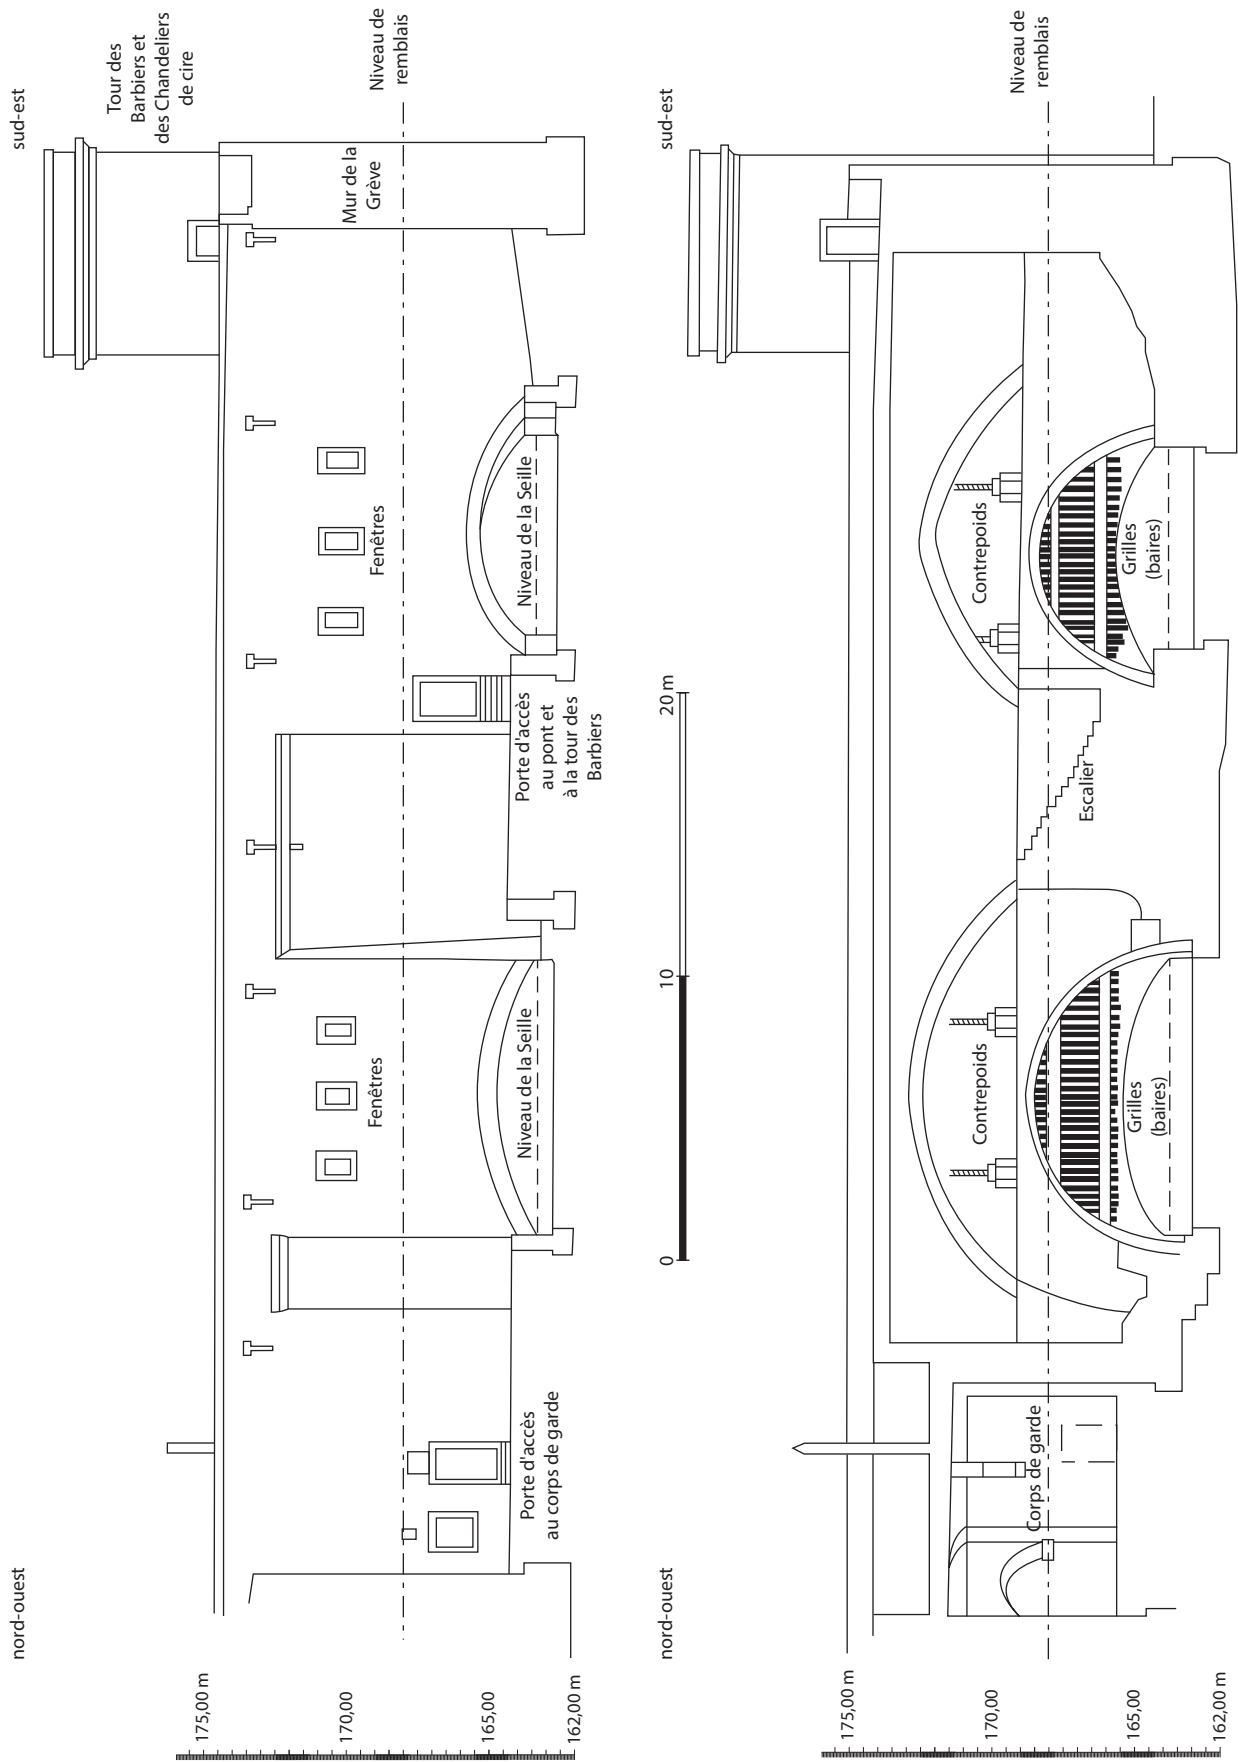 nord-ouest
sud-est
Tour des
Barbiers et
des Chandeliers
de cire
Niveau de
remblais
Mur de la
Grève
Fenêtres
Fenêtres
Niveau de la Seille
Niveau de la Seille
Porte d'accès
au corps de garde
Porte d'accès
au pont et
à la tour des
Barbiers
175,00 m
170,00
165,00
162,00 m
0
10
20 m
nord-ouest
sud-est
Niveau de
remblais
Contrepoids
Contrepoids
Grilles
(baires)
Grilles
(baires)
Escalier
Corps de garde
175,00 m
170,00
165,00
162,00 m